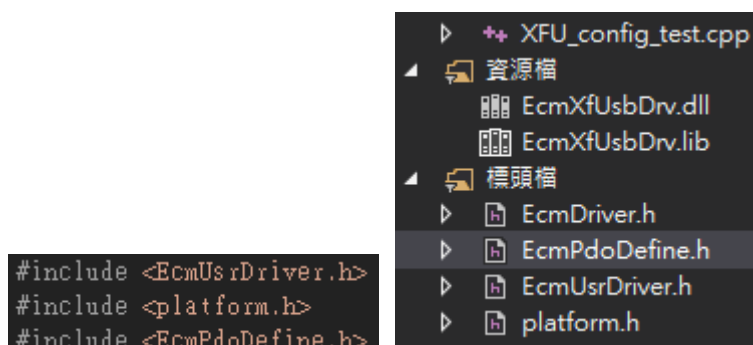 #include <EcmUsrDriver.h>
#include <platform.h>
#include <EcmPdoDefine.h>
XFU_config_test.cpp
資源檔
EcmXfUsbDrv.dll
EcmXfUsbDrv.lib
標頭檔
EcmDriver.h
EcmPdoDefine.h
EcmUsrDriver.h
platform.h